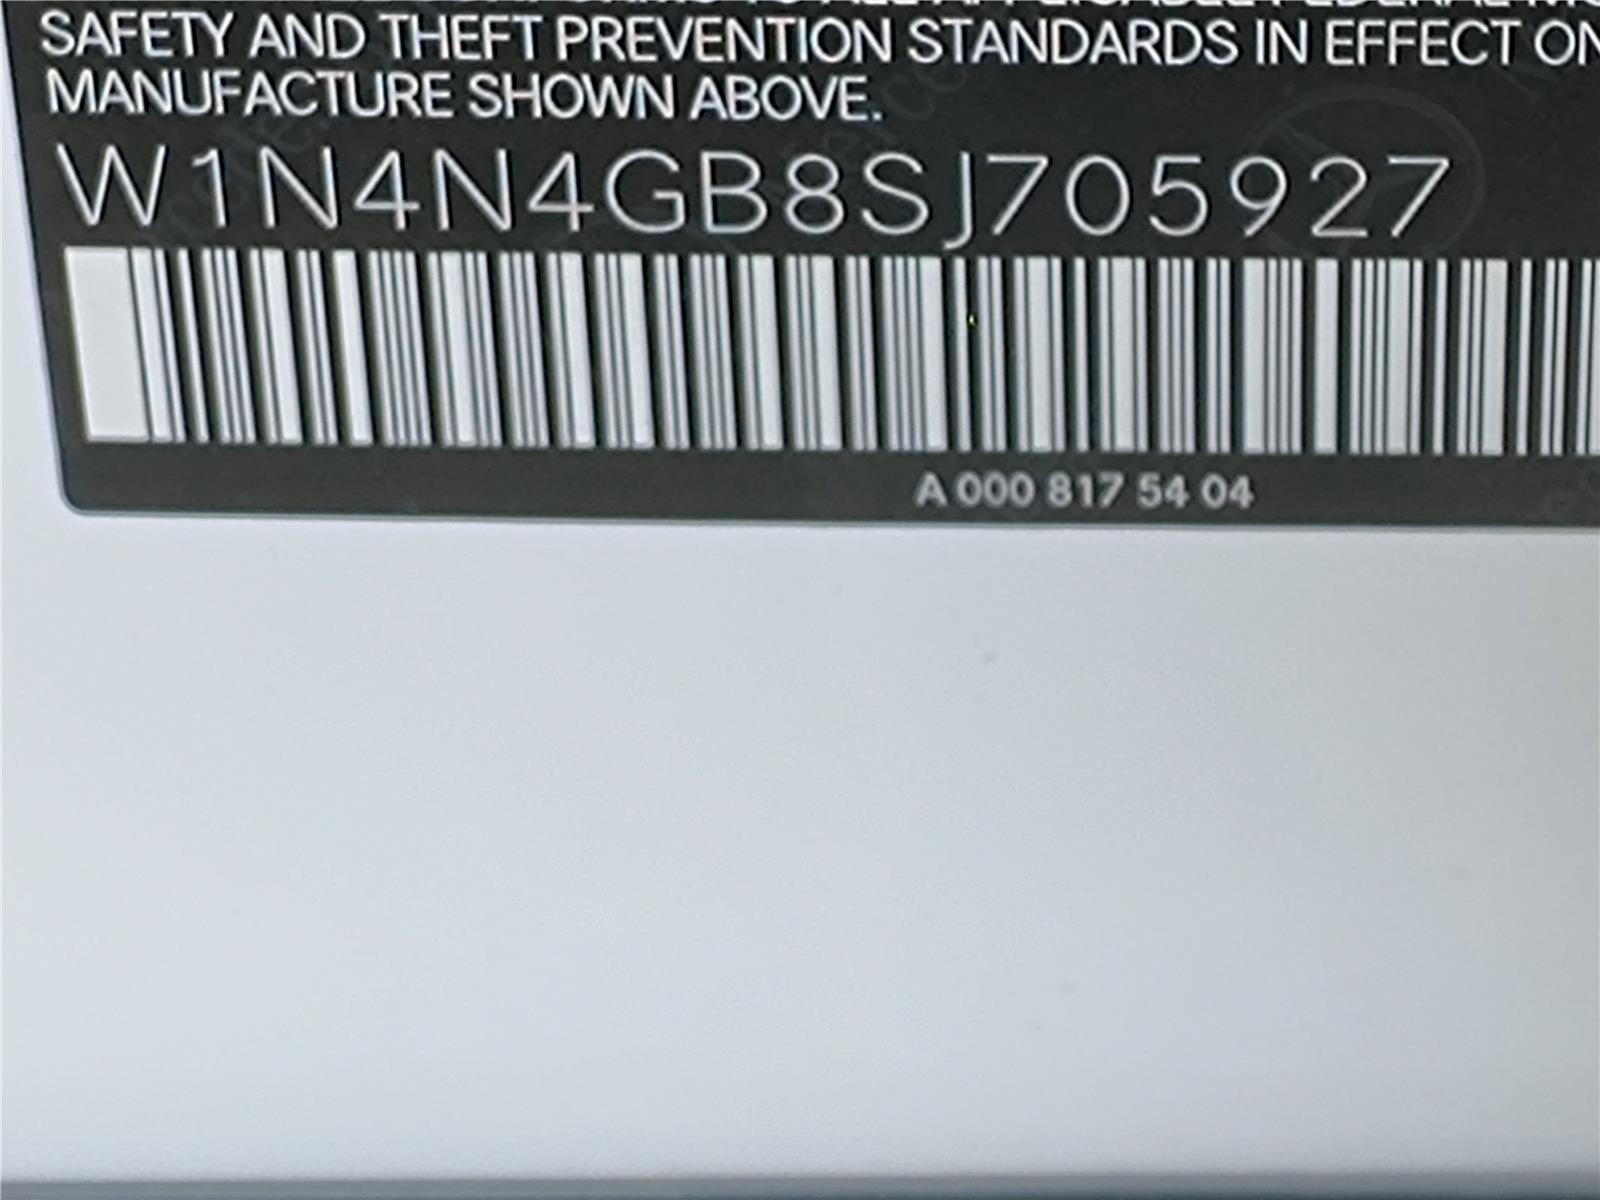 SAFETY AND THEFT PREVENTION STANDARDS IN EFFECT ON
MANUFACTURE SHOWN ABOVE.
W1N4N4GB8SJ705927
A 000 817 54 04